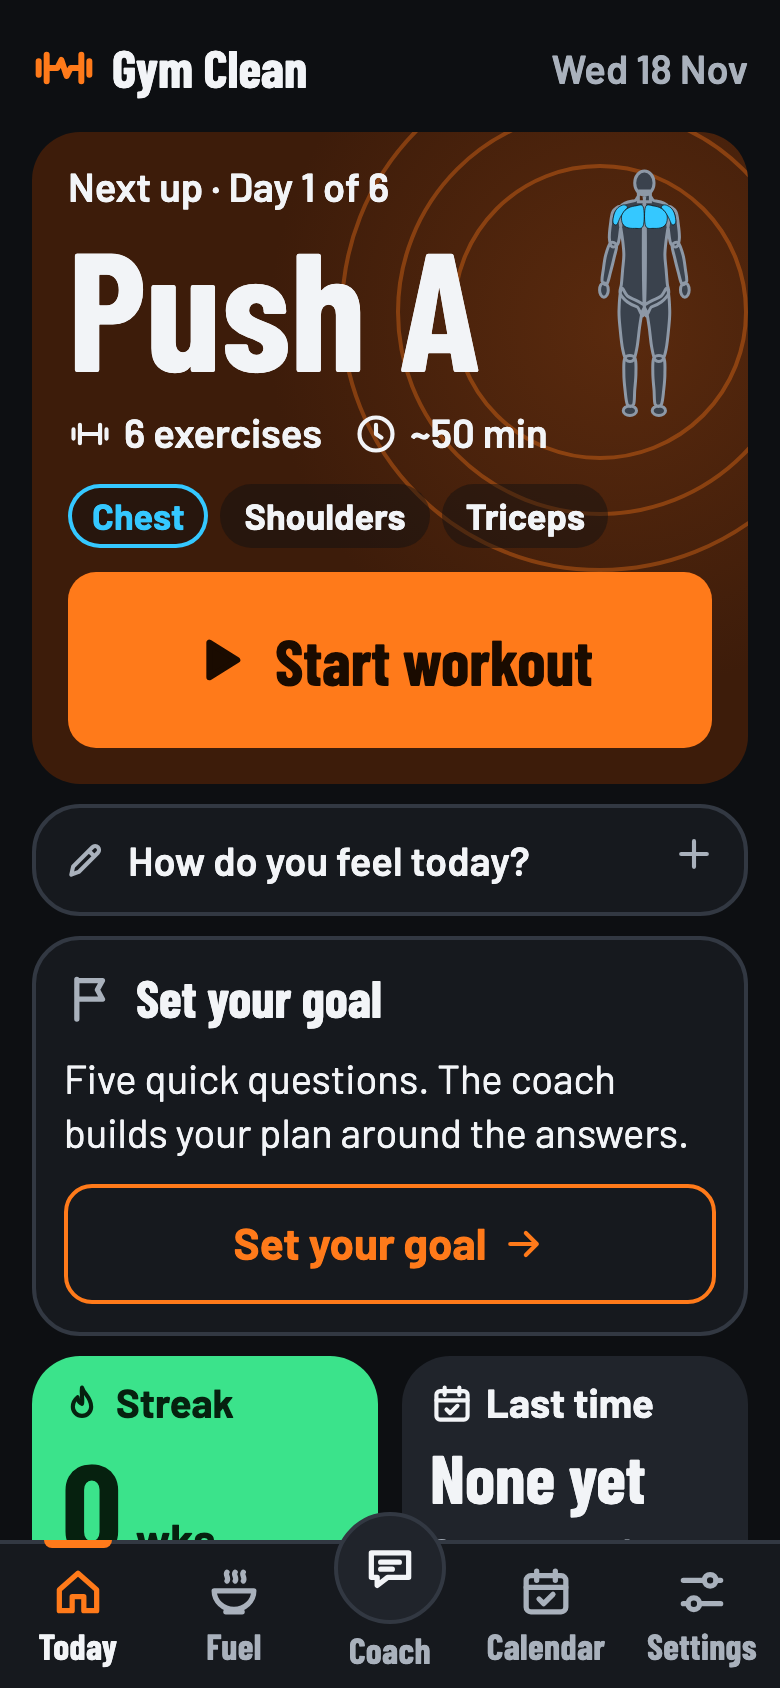 Gym Clean
Wed 18 Nov
Next up · Day 1 of 6
Push A
6 exercises
~50 min
Chest
Shoulders
Triceps
Start workout
How do you feel today?
Set your goal
Five quick questions. The coach
builds your plan around the answers.
Set your goal →
Streak
Last time
0 wks
None yet
Today
Fuel
Coach
Calendar
Settings